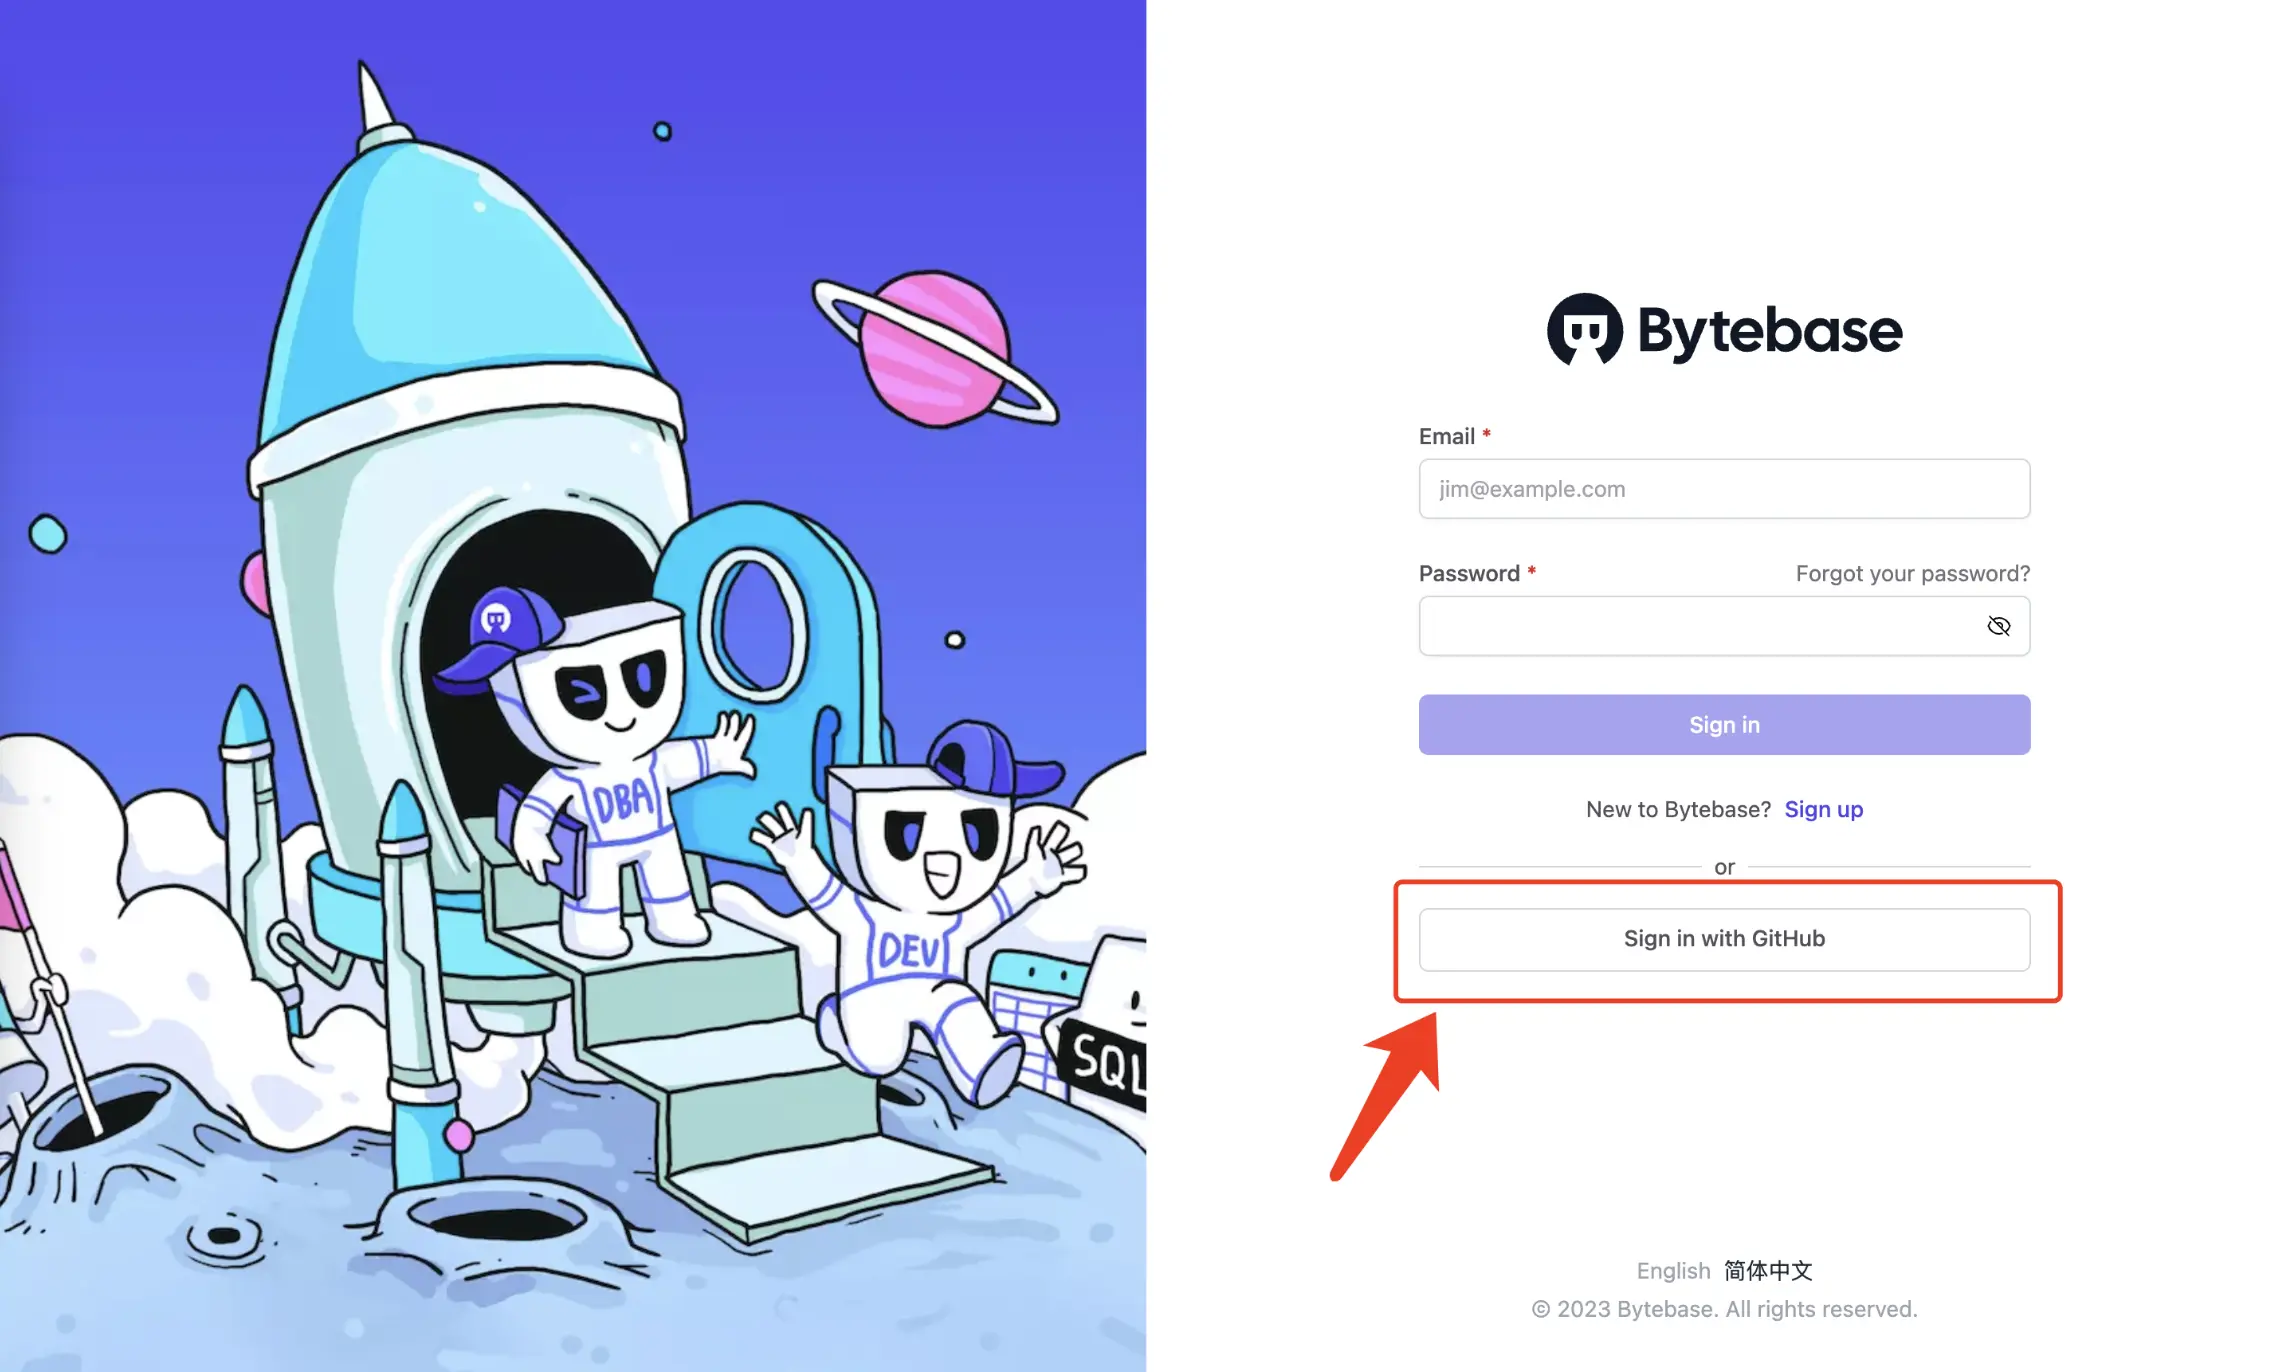 Bytebase
Email *
jim@example.com
Password * Forgot your password?
Sign in
New to Bytebase? Sign up
or
Sign in with GitHub
English 简体中文
© 2023 Bytebase. All rights reserved.
DBA
DEV
SQL